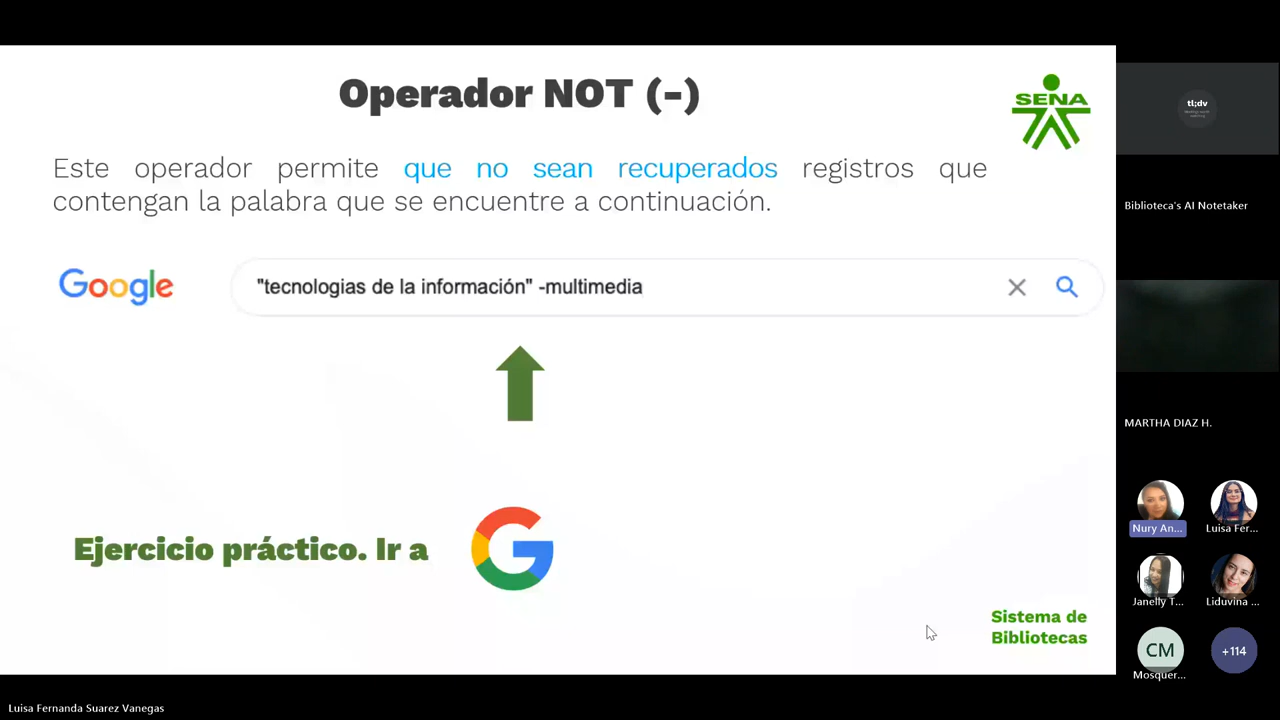 Operador NOT (-)
SENA
Este operador permite que no sean recuperados registros que
contengan la palabra que se encuentre a continuación.
Google
"tecnologias de la información" -multimedia
Ejercicio práctico. Ir a
Sistema de
Bibliotecas
tl;dv
Biblioteca's AI Notetaker
MARTHA DIAZ H.
Nury An...
Luisa Fer...
Janelly T...
Liduvina ...
CM
Mosquer...
+114
Luisa Fernanda Suarez Vanegas